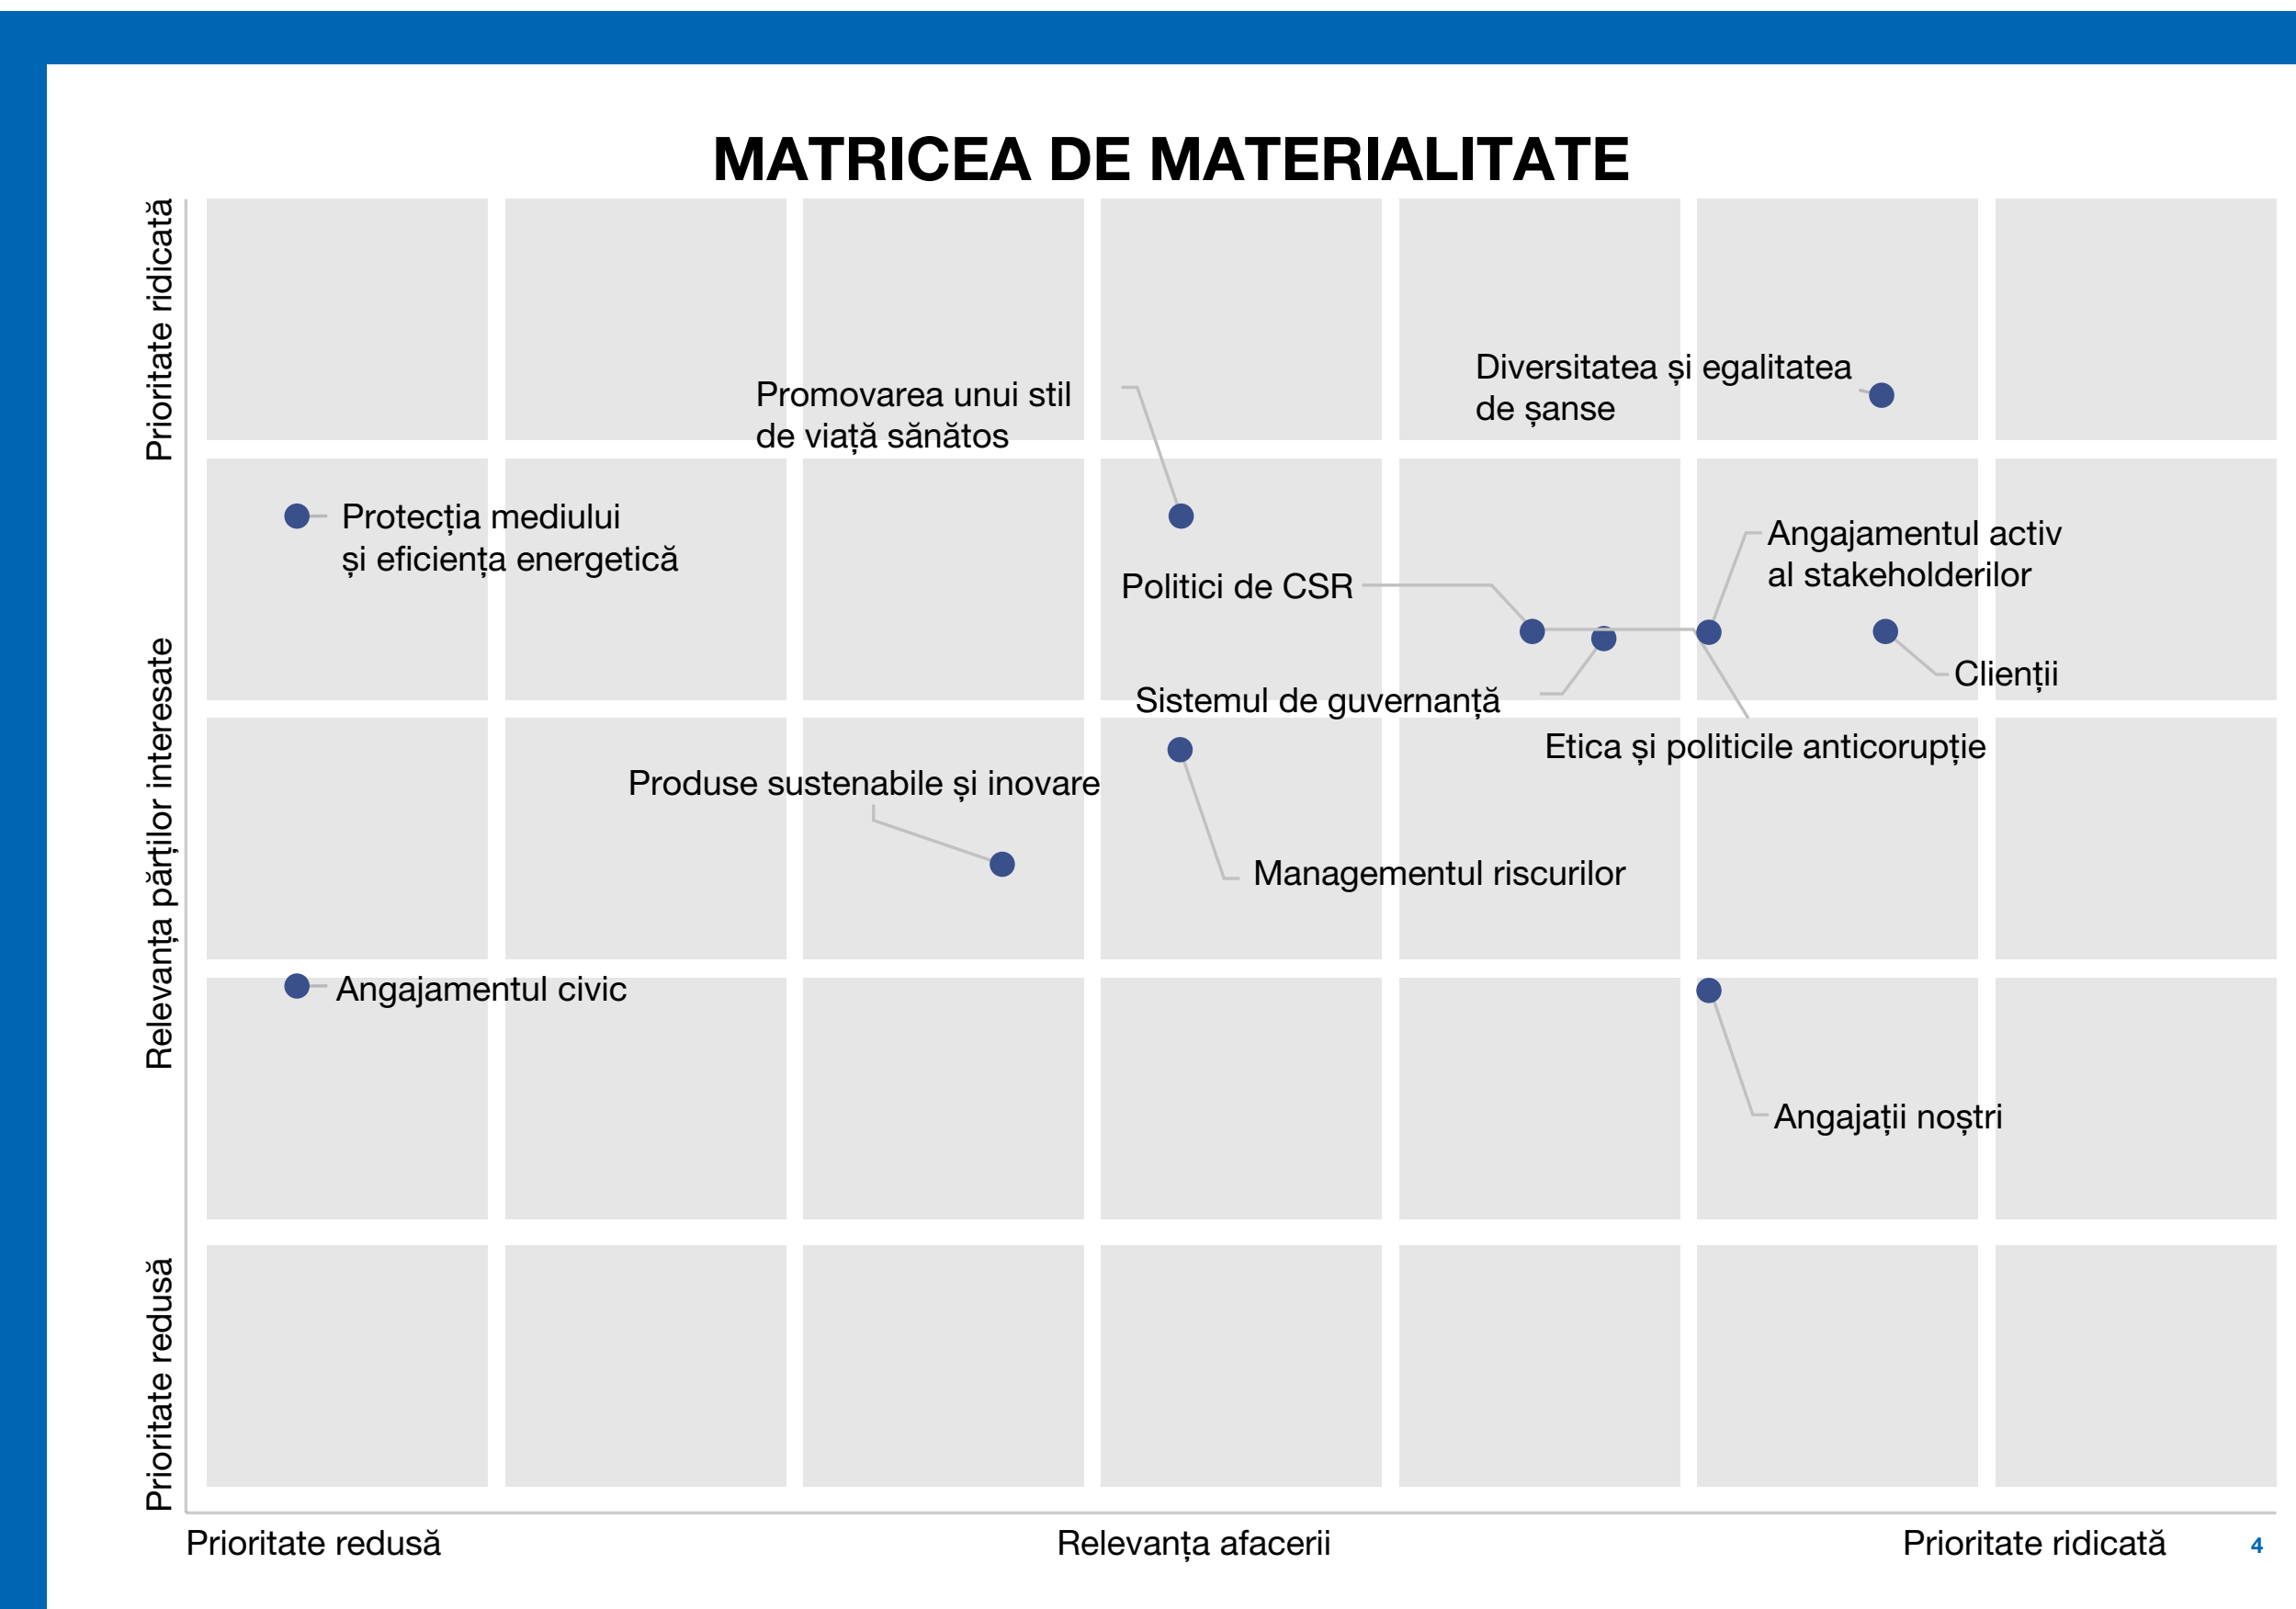 MATRICEA DE MATERIALITATE
Prioritate ridicată
Relevanța părților interesate
Prioritate redusă
Diversitatea și egalitatea
de șanse
Promovarea unui stil
de viață sănătos
Protecția mediului
și eficiența energetică
Angajamentul activ
al stakeholderilor
Politici de CSR
Clienții
Sistemul de guvernanță
Etica și politicile anticorupție
Produse sustenabile și inovare
Managementul riscurilor
Angajamentul civic
Angajații noștri
Prioritate redusă
Relevanța afacerii
Prioritate ridicată
4